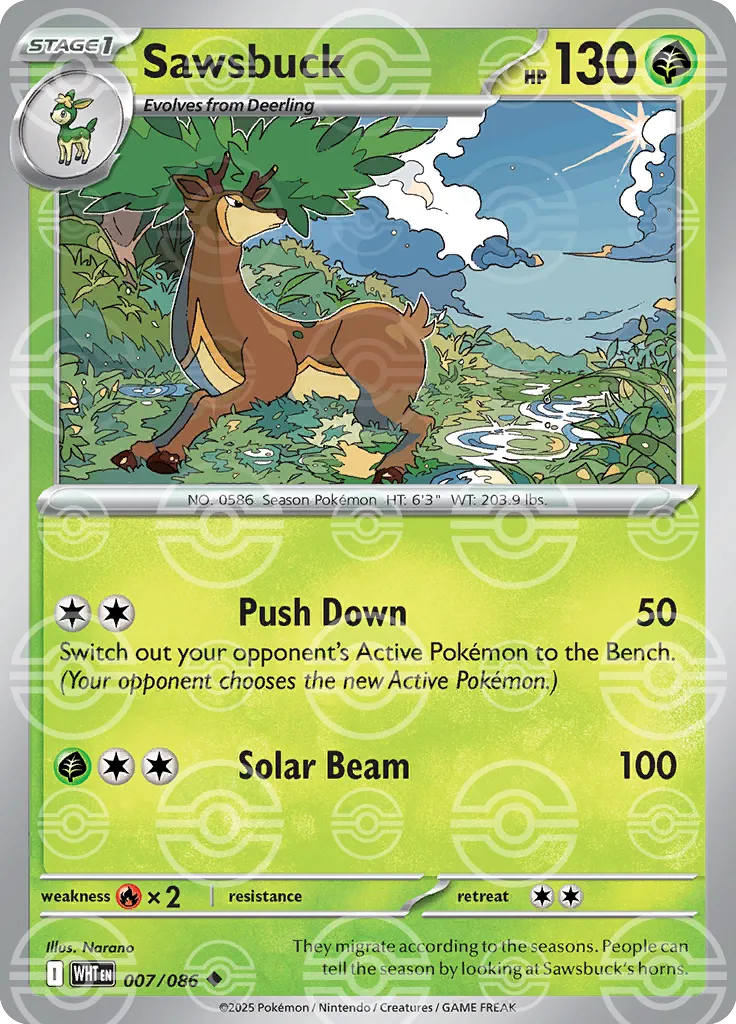 STAGE1
Sawsbuck
HP 130
Evolves from Deerling
NO. 0586 Season Pokémon HT: 6'3" WT: 203.9 lbs.
Push Down 50
Switch out your opponent's Active Pokémon to the Bench.
(Your opponent chooses the new Active Pokémon.)
Solar Beam 100
weakness ×2 resistance retreat
Illus. Narano
They migrate according to the seasons. People can
tell the season by looking at Sawsbuck's horns.
I WHT EN 007/086
©2025 Pokémon / Nintendo / Creatures / GAME FREAK